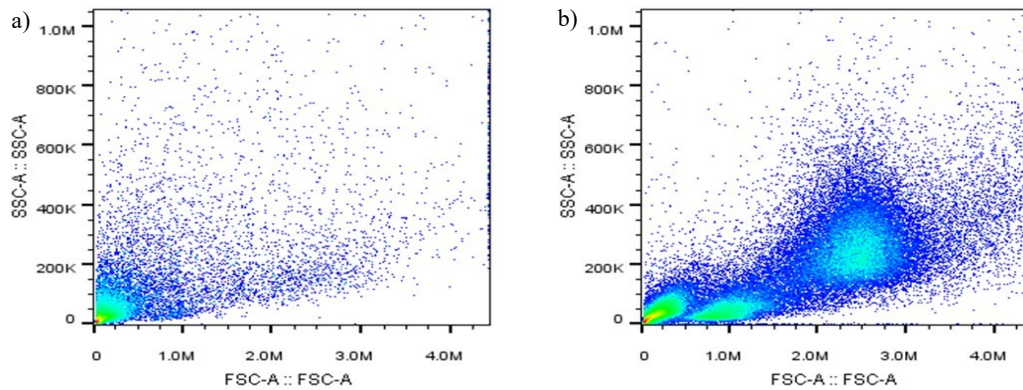 a)
1.0M
800K
600K
400K
200K
0
SSC-A :: SSC-A
0 1.0M 2.0M 3.0M 4.0M
FSC-A :: FSC-A
b)
1.0M
800K
600K
400K
200K
0
SSC-A :: SSC-A
0 1.0M 2.0M 3.0M 4.0M
FSC-A :: FSC-A